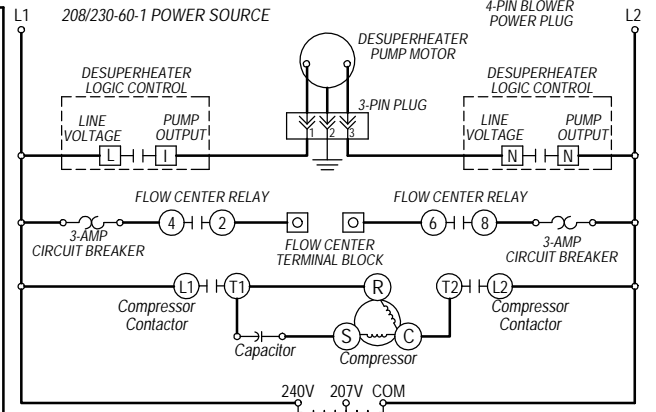 4-PIN BLOWER
POWER PLUG
L1
208/230-60-1 POWER SOURCE
L2
DESUPERHEATER
PUMP MOTOR
DESUPERHEATER
LOGIC CONTROL
DESUPERHEATER
LOGIC CONTROL
3-PIN PLUG
LINE
VOLTAGE
PUMP
OUTPUT
LINE
VOLTAGE
PUMP
OUTPUT
1 2 3
L I
N N
FLOW CENTER RELAY
FLOW CENTER RELAY
4 2
6 8
3-AMP
CIRCUIT BREAKER
FLOW CENTER
TERMINAL BLOCK
3-AMP
CIRCUIT BREAKER
L1 T1
R
T2 L2
Compressor
Contactor
Compressor
Contactor
S C
Capacitor
Compressor
240V 207V COM